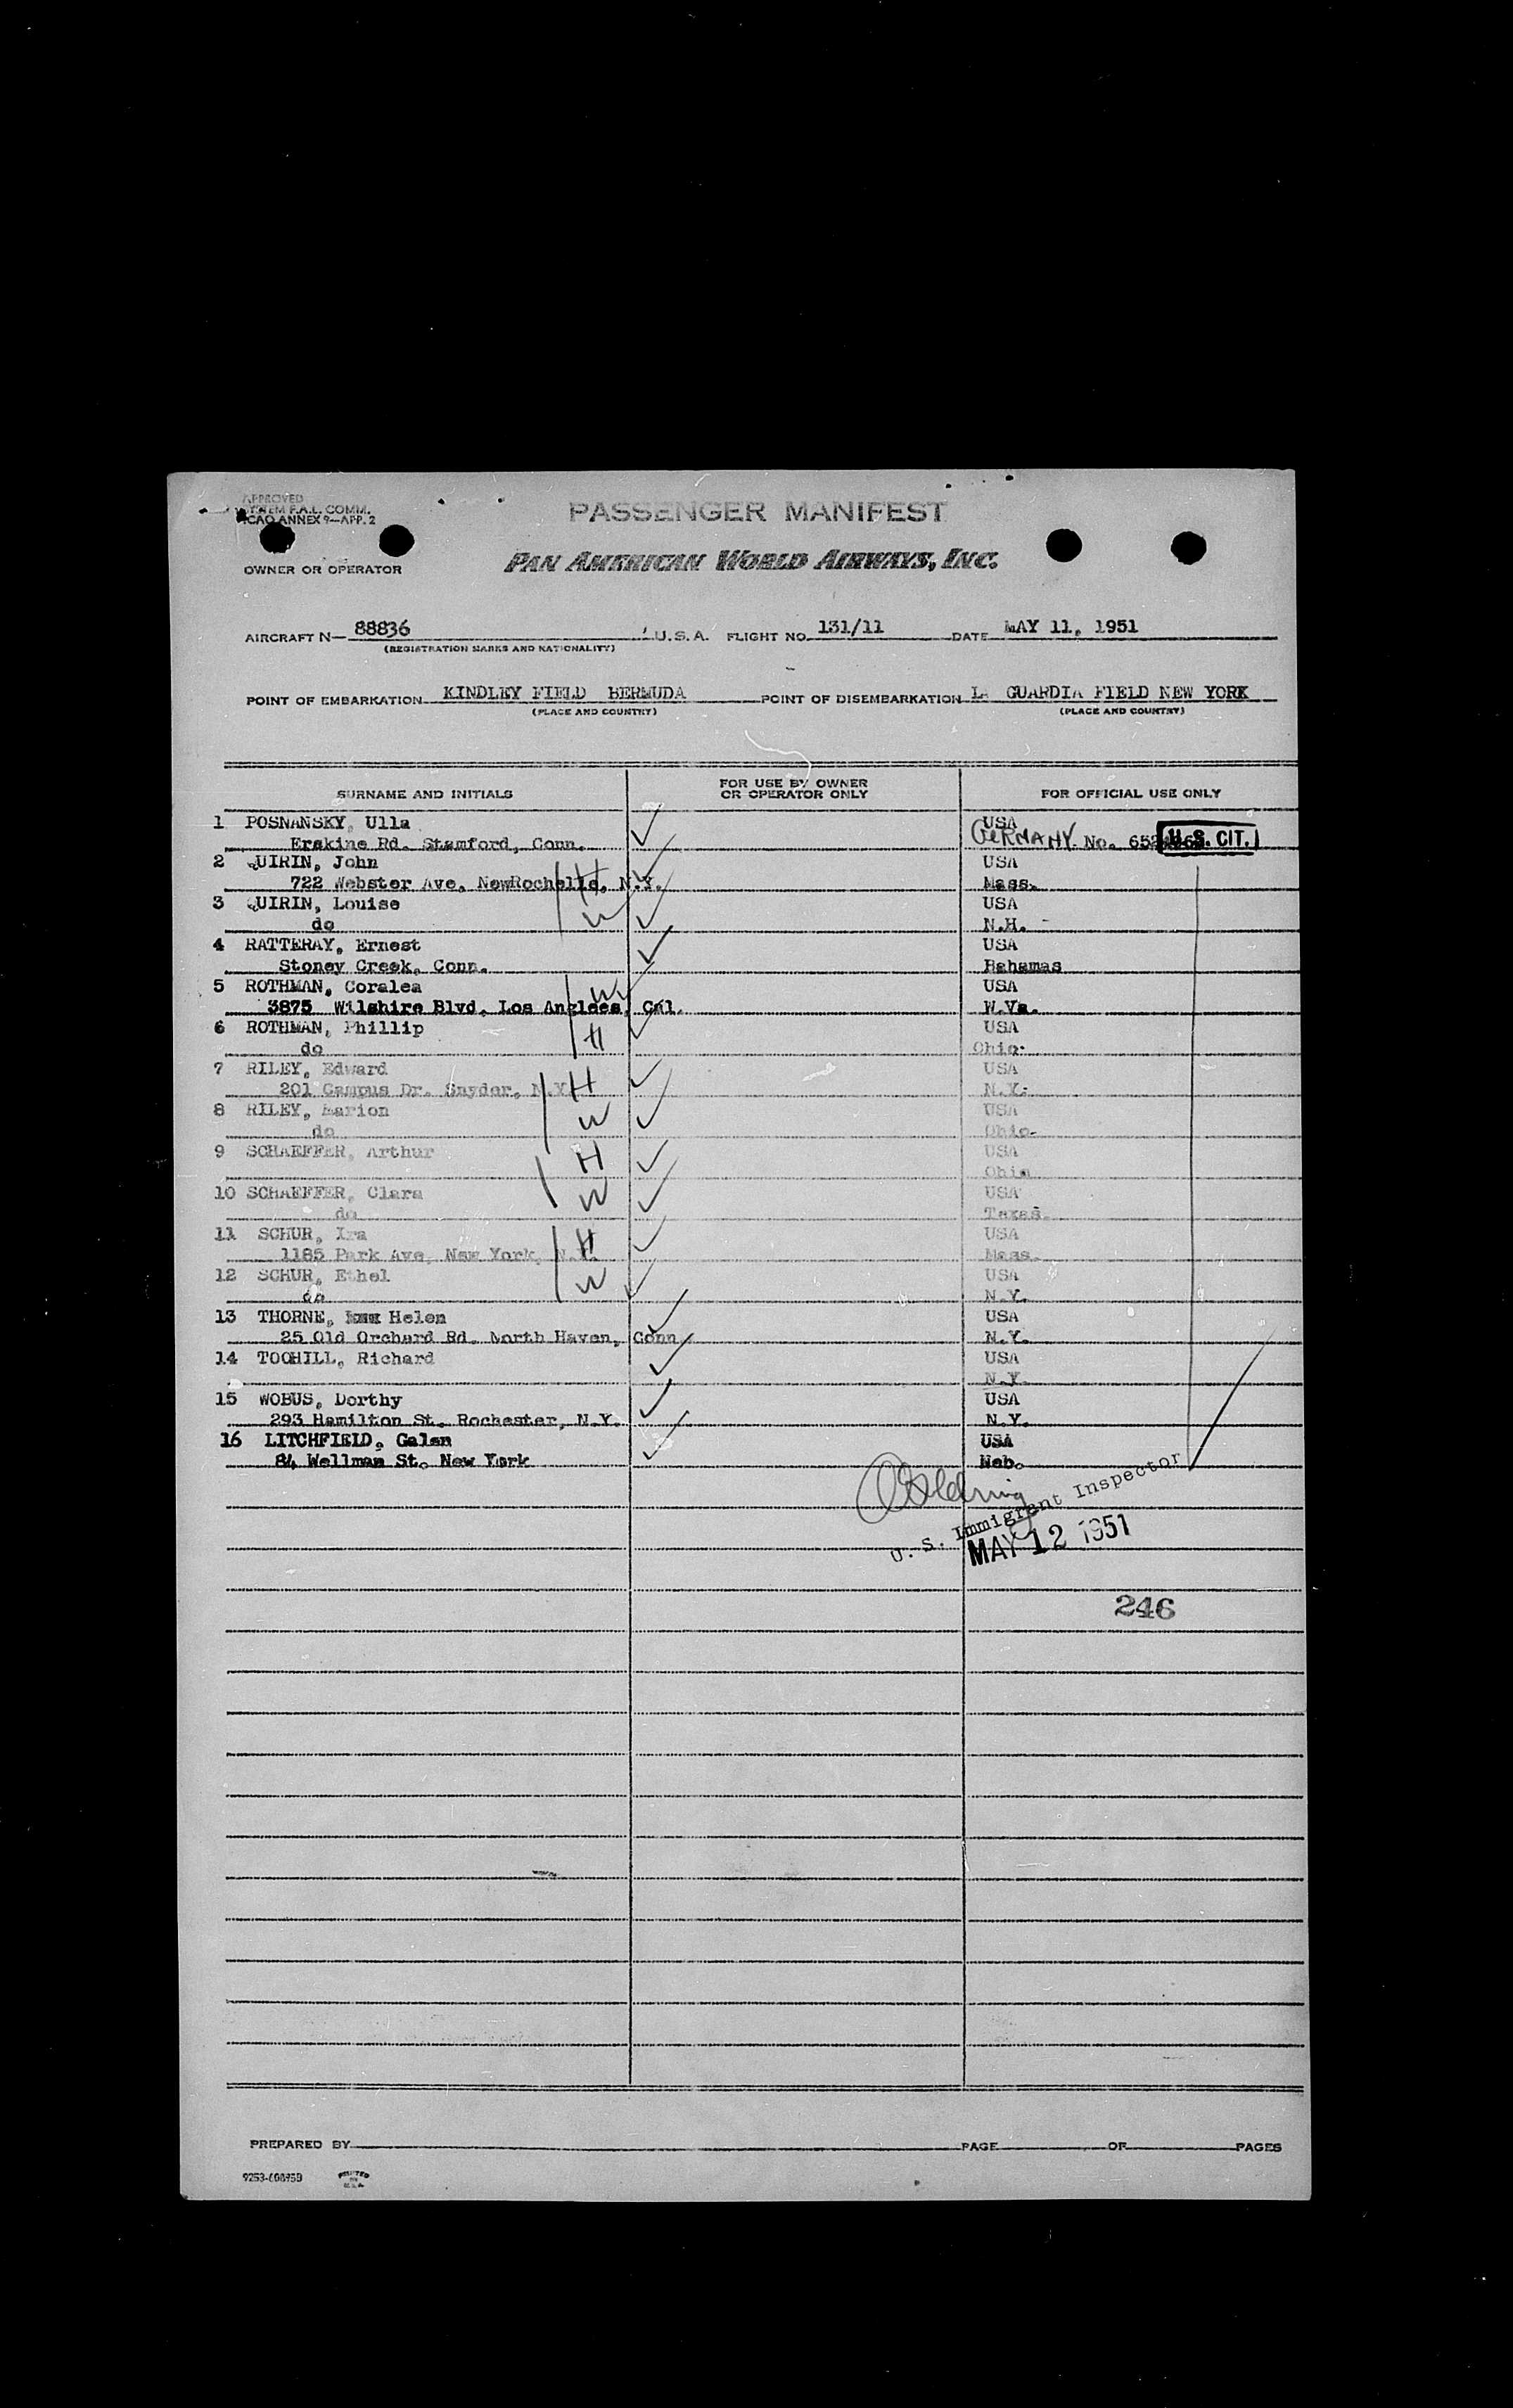 APPROVED
F.A.L. COMM.
ICAO ANNEX 9—APP. 2
PASSENGER MANIFEST
OWNER OR OPERATOR
PAN AMERICAN WORLD AIRWAYS, INC.
AIRCRAFT N— 88836 U.S.A. FLIGHT NO. 131/11 DATE MAY 11, 1951
(REGISTRATION MARKS AND NATIONALITY)
POINT OF EMBARKATION KINDLEY FIELD BERMUDA POINT OF DISEMBARKATION LA GUARDIA FIELD NEW YORK
(PLACE AND COUNTRY) (PLACE AND COUNTRY)
SURNAME AND INITIALS FOR USE BY OWNER OR OPERATOR ONLY FOR OFFICIAL USE ONLY
1 POSNANSKY, Ulla USA
Erskine Rd. Stamford, Conn. GERMANY No. U.S. CIT.
2 QUIRIN, John H USA
722 Webster Ave. NewRochelle, N.Y. Mass.
3 QUIRIN, Louise W USA
do N.H. -
4 RATTERAY, Ernest USA
Stoney Creek, Conn. Bahamas
5 ROTHMAN, Coralea W USA
3875 Wilshire Blvd. Los Anglees, Cal. W.Va.
6 ROTHMAN, Phillip H USA
do Ohio.
7 RILEY, Edward USA
201 Campus Dr. Snyder, N.Y. H N.Y.
8 RILEY, Marion W USA
do Ohio.
9 SCHAEFFER, Arthur H USA
Ohio
10 SCHAEFFER, Clara W USA
do Texas.
11 SCHUR, Ira H USA
1185 Park Ave, New York, N.Y. Mass.
12 SCHUR, Ethel W USA
do N.Y.
13 THORNE, Helen USA
25 Old Orchard Rd. North Haven, Conn N.Y.
14 TOOHILL, Richard USA
N.Y.
15 WOBUS, Dorthy USA
293 Hamilton St. Rochester, N.Y. N.Y.
16 LITCHFIELD, Galen USA
84 Wellman St. New York Neb.
U. S. Immigrant Inspector
MAY 12 1951
246
PREPARED BY PAGE OF PAGES
PRINTED
IN
U.S.A.